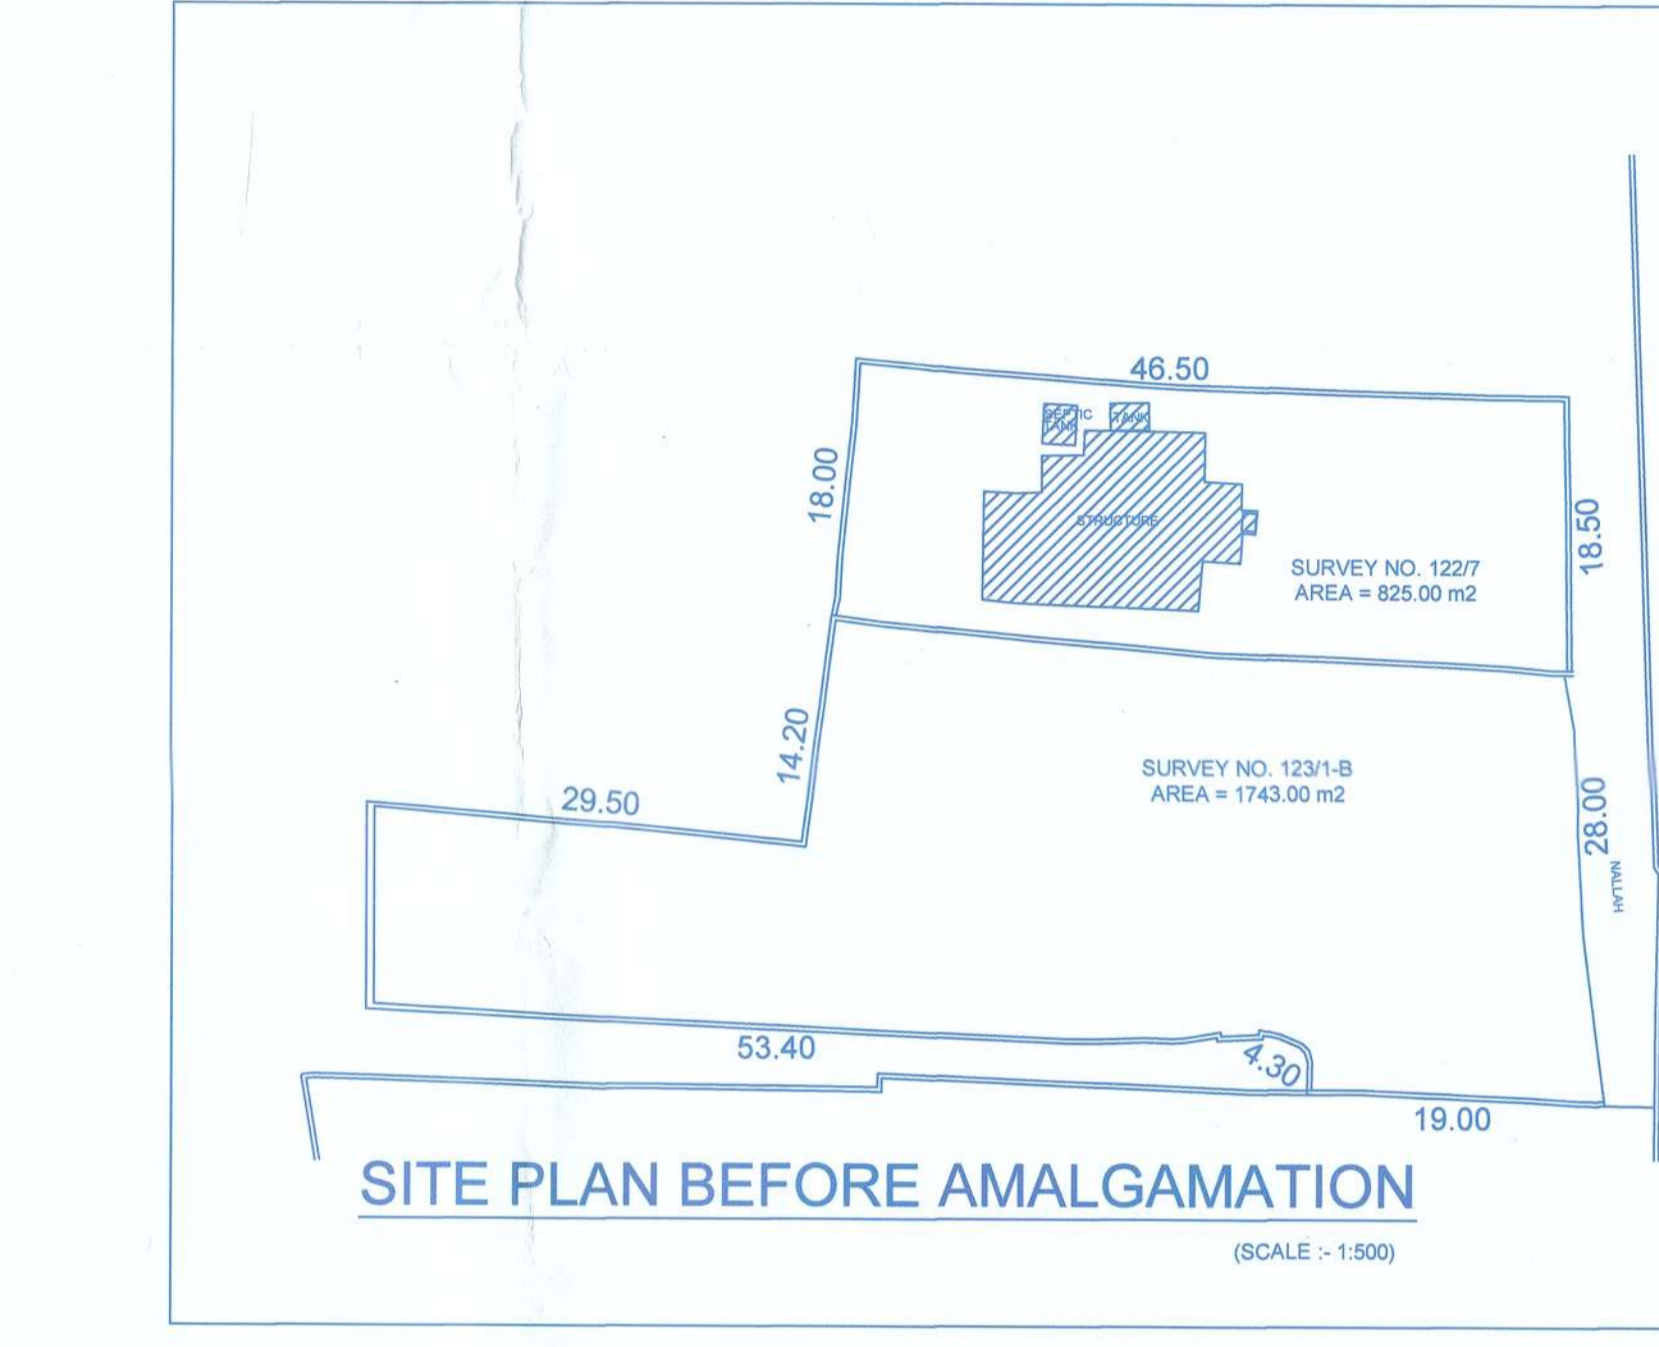 46.50
SEPTIC
TANK
TANK
18.00
STRUCTURE
18.50
SURVEY NO. 122/7
AREA = 825.00 m2
14.20
SURVEY NO. 123/1-B
AREA = 1743.00 m2
29.50
28.00
NALLAH
53.40
4.30
19.00
SITE PLAN BEFORE AMALGAMATION
(SCALE :- 1:500)